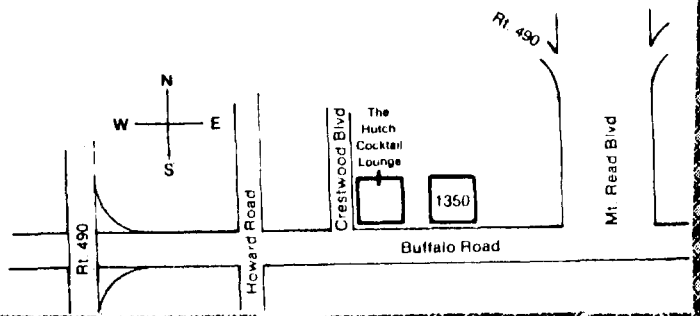 Rt. 490
N
W
E
S
The
Hutch
Cocktail
Lounge
Crestwood Blvd
1350
Mt. Read Blvd
Rt. 490
Howard Road
Buffalo Road